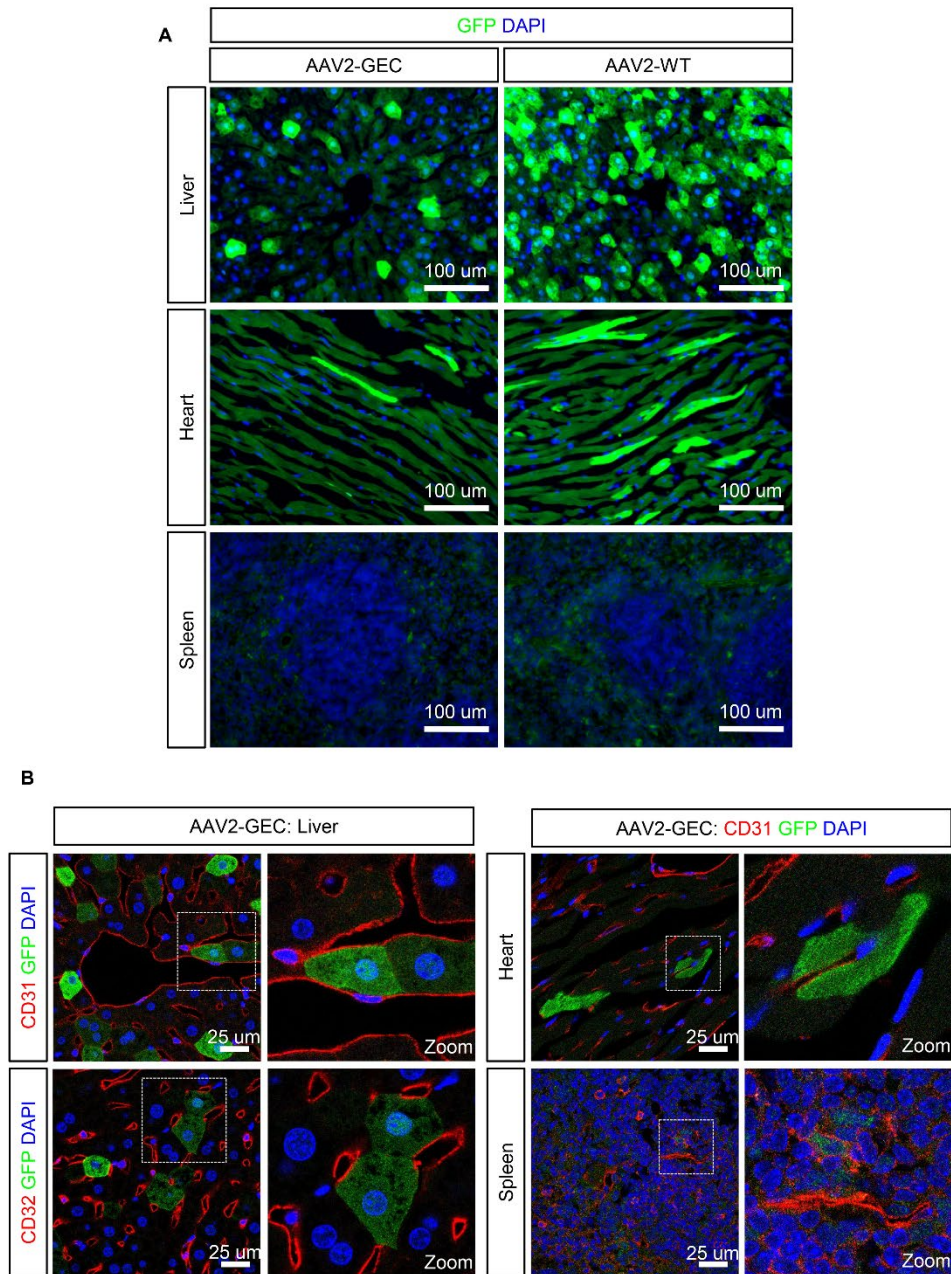 A
GFP DAPI
AAV2-GEC
AAV2-WT
Liver
100 um
100 um
Heart
100 um
100 um
Spleen
100 um
100 um
B
AAV2-GEC: Liver
AAV2-GEC: CD31 GFP DAPI
CD31 GFP DAPI
25 um
Zoom
Heart
25 um
Zoom
CD32 GFP DAPI
25 um
Zoom
Spleen
25 um
Zoom